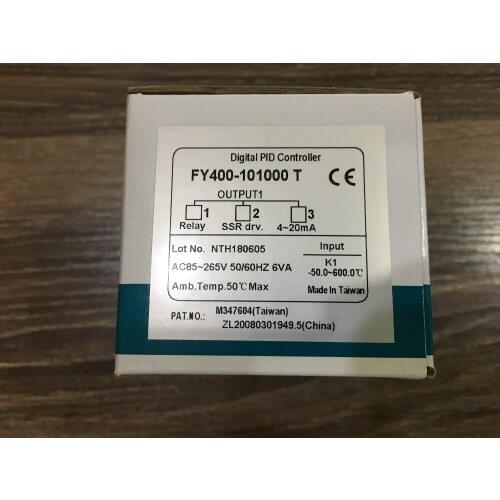 Digital PID Controller
FY400-101000 T
CE
OUTPUT1
1 2 3
Relay SSR drv. 4~20mA
Lot No. NTH180605
Input
K1
-50.0~600.0℃
AC85~265V 50/60HZ 6VA
Amb.Temp.50℃ Max
Made In Taiwan
PAT.NO.: M347604(Taiwan)
ZL20080301949.5(China)